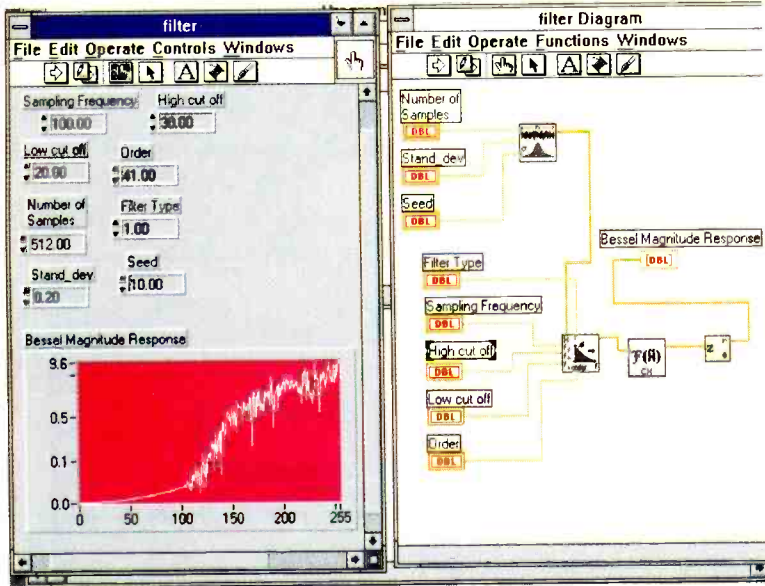 filter
File Edit Operate Controls Windows
A
Sampling Frequency
100.00
High cut off
36.00
Low cut off
20.00
Order
41.00
Number of
Samples
512.00
Filter Type
1.00
Stand_dev
0.20
Seed
10.00
Bessel Magnitude Response
9.6
0.5
0.1
0.0
0 50 100 150 200 255
filter Diagram
File Edit Operate Functions Windows
A
Number of
Samples
DBL
Stand_dev
DBL
Seed
DBL
Bessel Magnitude Response
[DBL]
Filter Type
DBL
Sampling Frequency
DBL
High cut off
DBL
Low cut off
DBL
Order
DBL